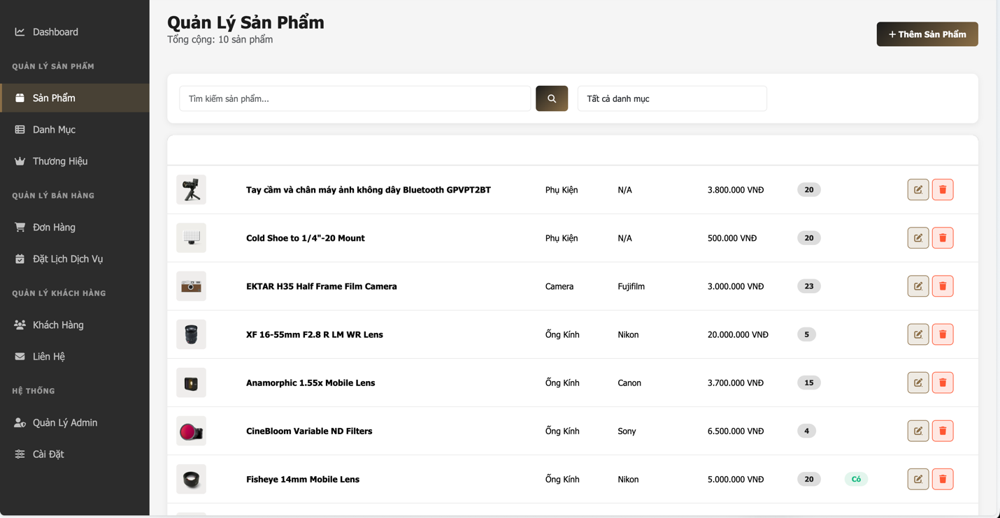 Dashboard
QUẢN LÝ SẢN PHẨM
Sản Phẩm
Danh Mục
Thương Hiệu
QUẢN LÝ BÁN HÀNG
Đơn Hàng
Đặt Lịch Dịch Vụ
QUẢN LÝ KHÁCH HÀNG
Khách Hàng
Liên Hệ
HỆ THỐNG
Quản Lý Admin
Cài Đặt
Quản Lý Sản Phẩm
Tổng cộng: 10 sản phẩm
+ Thêm Sản Phẩm
Tìm kiếm sản phẩm...
Tất cả danh mục
Tay cầm và chân máy ảnh không dây Bluetooth GPVPT2BT Phụ Kiện N/A 3.800.000 VNĐ 20
Cold Shoe to 1/4"-20 Mount Phụ Kiện N/A 500.000 VNĐ 20
EKTAR H35 Half Frame Film Camera Camera Fujifilm 3.000.000 VNĐ 23
XF 16-55mm F2.8 R LM WR Lens Ống Kính Nikon 20.000.000 VNĐ 5
Anamorphic 1.55x Mobile Lens Ống Kính Canon 3.700.000 VNĐ 15
CineBloom Variable ND Filters Ống Kính Sony 6.500.000 VNĐ 4
Fisheye 14mm Mobile Lens Ống Kính Nikon 5.000.000 VNĐ 20 Có